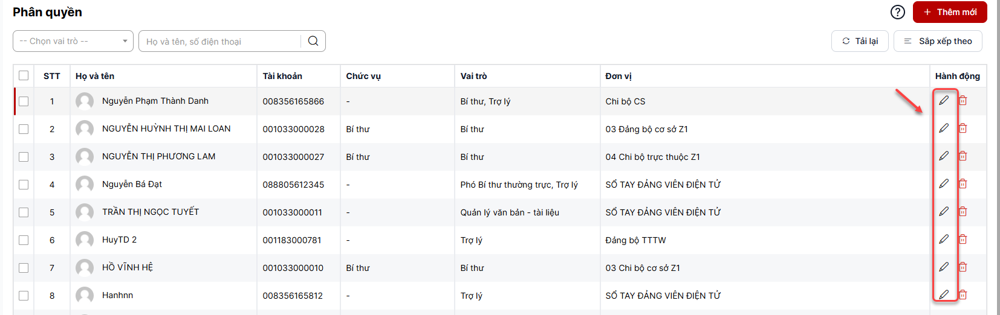 Phân quyền
Thêm mới
-- Chọn vai trò --
Họ và tên, số điện thoại
Tải lại
Sắp xếp theo
STT Họ và tên Tài khoản Chức vụ Vai trò Đơn vị Hành động
1 Nguyễn Phạm Thành Danh 008356165866 - Bí thư, Trợ lý Chi bộ CS
2 NGUYỄN HUỲNH THỊ MAI LOAN 001033000028 Bí thư Bí thư 03 Đảng bộ cơ sở Z1
3 NGUYỄN THỊ PHƯƠNG LAM 001033000027 Bí thư Bí thư 04 Chi bộ trực thuộc Z1
4 Nguyễn Bá Đạt 088805612345 - Phó Bí thư thường trực, Trợ lý SỔ TAY ĐẢNG VIÊN ĐIỆN TỬ
5 TRẦN THỊ NGỌC TUYẾT 001033000011 - Quản lý văn bản - tài liệu SỔ TAY ĐẢNG VIÊN ĐIỆN TỬ
6 HuyTD 2 001183000781 - Trợ lý Đảng bộ TTTW
7 HỒ VĨNH HỆ 001033000010 Bí thư Bí thư 03 Chi bộ cơ sở Z1
8 Hanhnn 008356165812 - Trợ lý SỔ TAY ĐẢNG VIÊN ĐIỆN TỬ